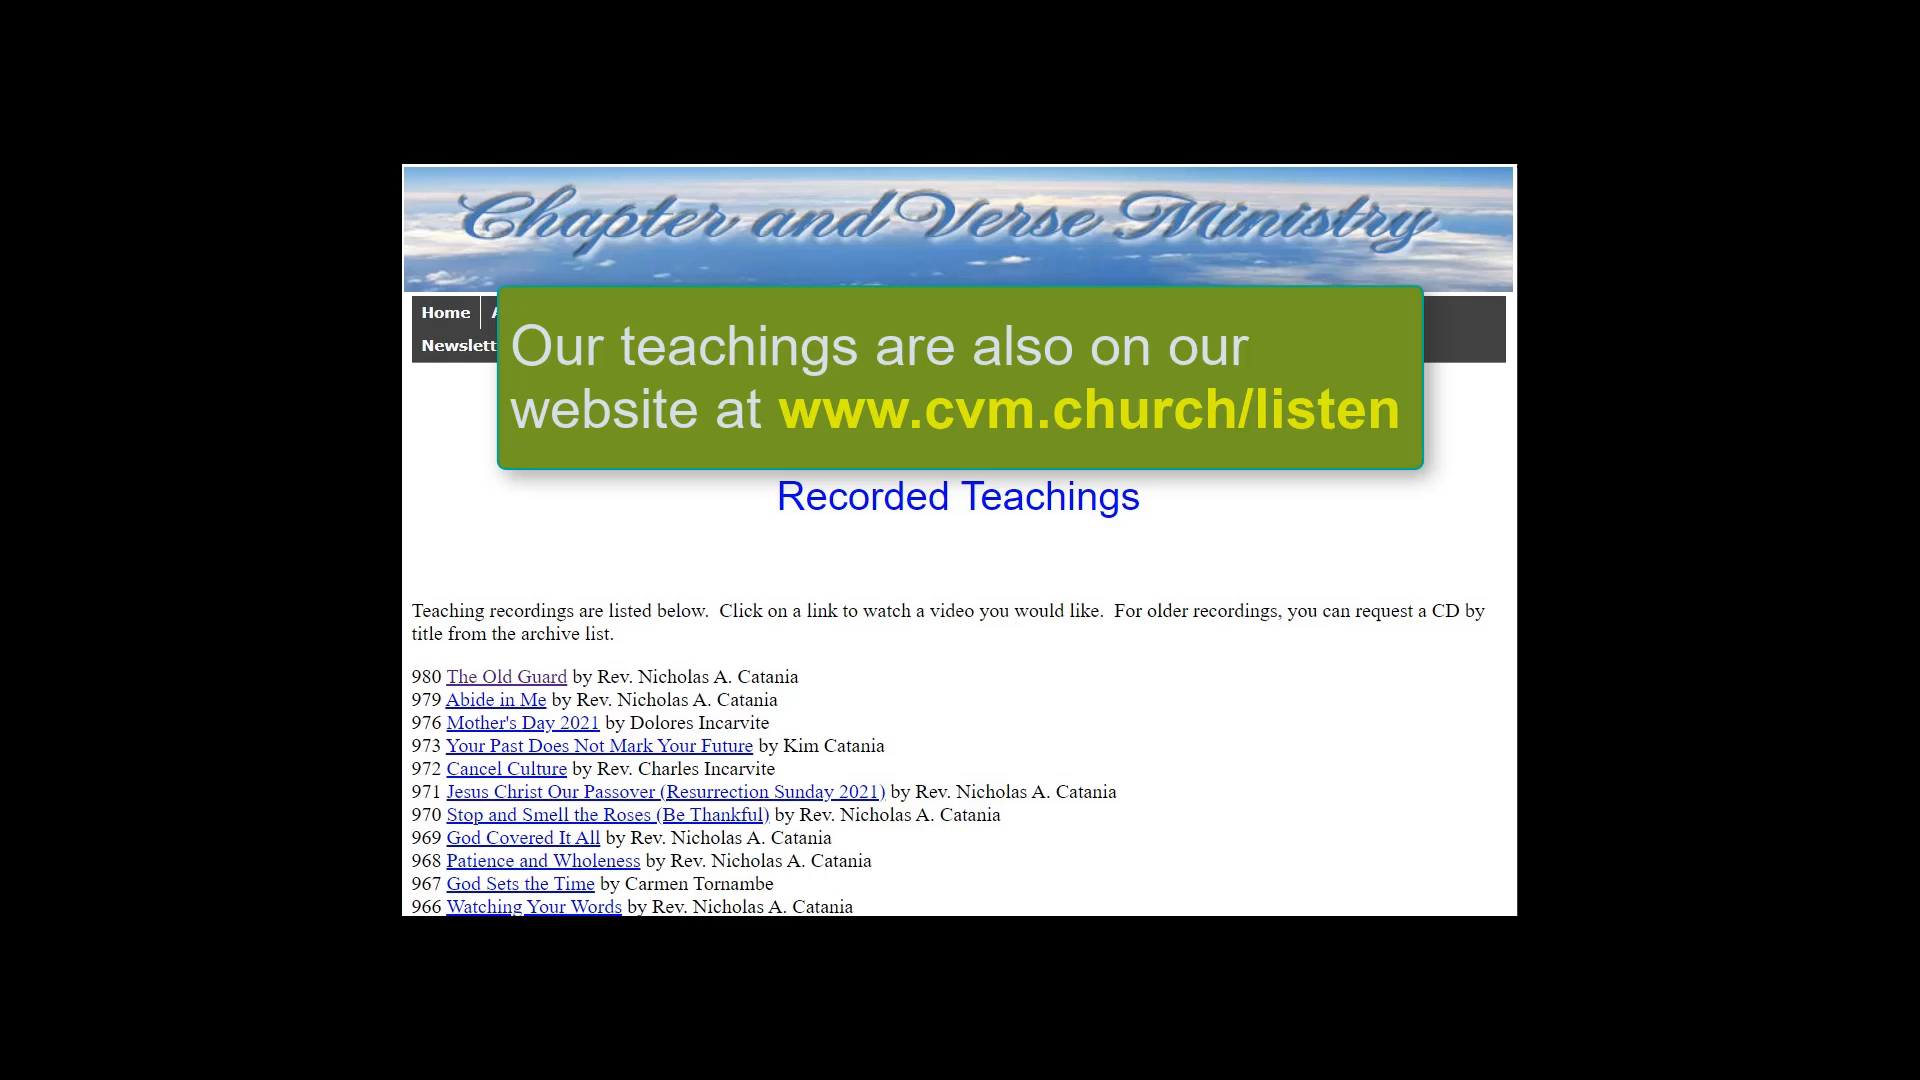 Chapter and Verse Ministry
Home
Our teachings are also on our
website at www.cvm.church/listen
Recorded Teachings
Teaching recordings are listed below.  Click on a link to watch a video you would like.  For older recordings, you can request a CD by
title from the archive list.
980 The Old Guard by Rev. Nicholas A. Catania
979 Abide in Me by Rev. Nicholas A. Catania
976 Mother's Day 2021 by Dolores Incarvite
973 Your Past Does Not Mark Your Future by Kim Catania
972 Cancel Culture by Rev. Charles Incarvite
971 Jesus Christ Our Passover (Resurrection Sunday 2021) by Rev. Nicholas A. Catania
970 Stop and Smell the Roses (Be Thankful) by Rev. Nicholas A. Catania
969 God Covered It All by Rev. Nicholas A. Catania
968 Patience and Wholeness by Rev. Nicholas A. Catania
967 God Sets the Time by Carmen Tornambe
966 Watching Your Words by Rev. Nicholas A. Catania